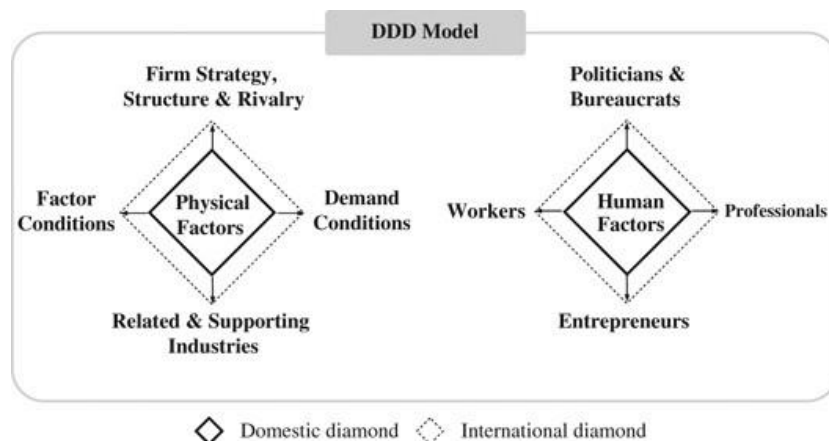 DDD Model
Firm Strategy,
Structure & Rivalry
Factor
Conditions
Physical
Factors
Demand
Conditions
Related & Supporting
Industries
Politicians &
Bureaucrats
Workers
Human
Factors
Professionals
Entrepreneurs
Domestic diamond
International diamond